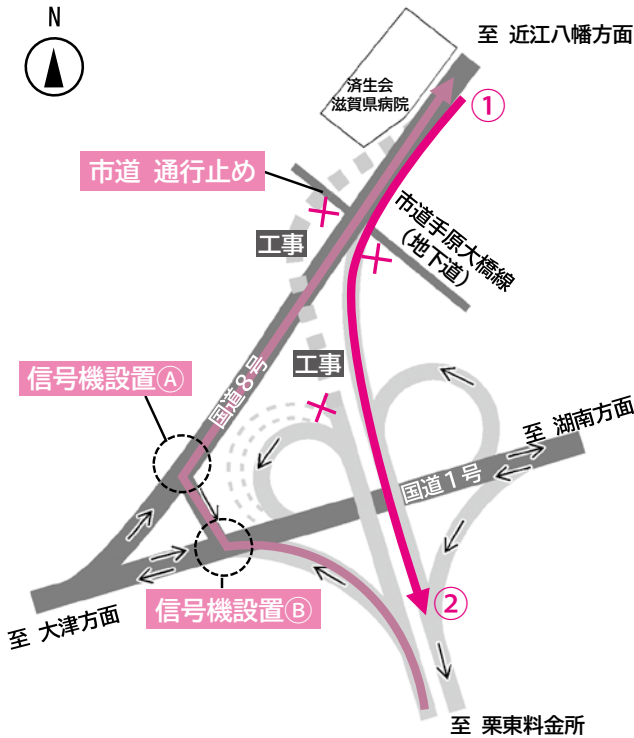 N
至 近江八幡方面
済生会
滋賀県病院
①
市道 通行止め
市道手原大橋線
（地下道）
工事
工事
国道８号
信号機設置Ⓐ
至 湖南方面
国道１号
信号機設置Ⓑ
②
至 大津方面
至 栗東料金所